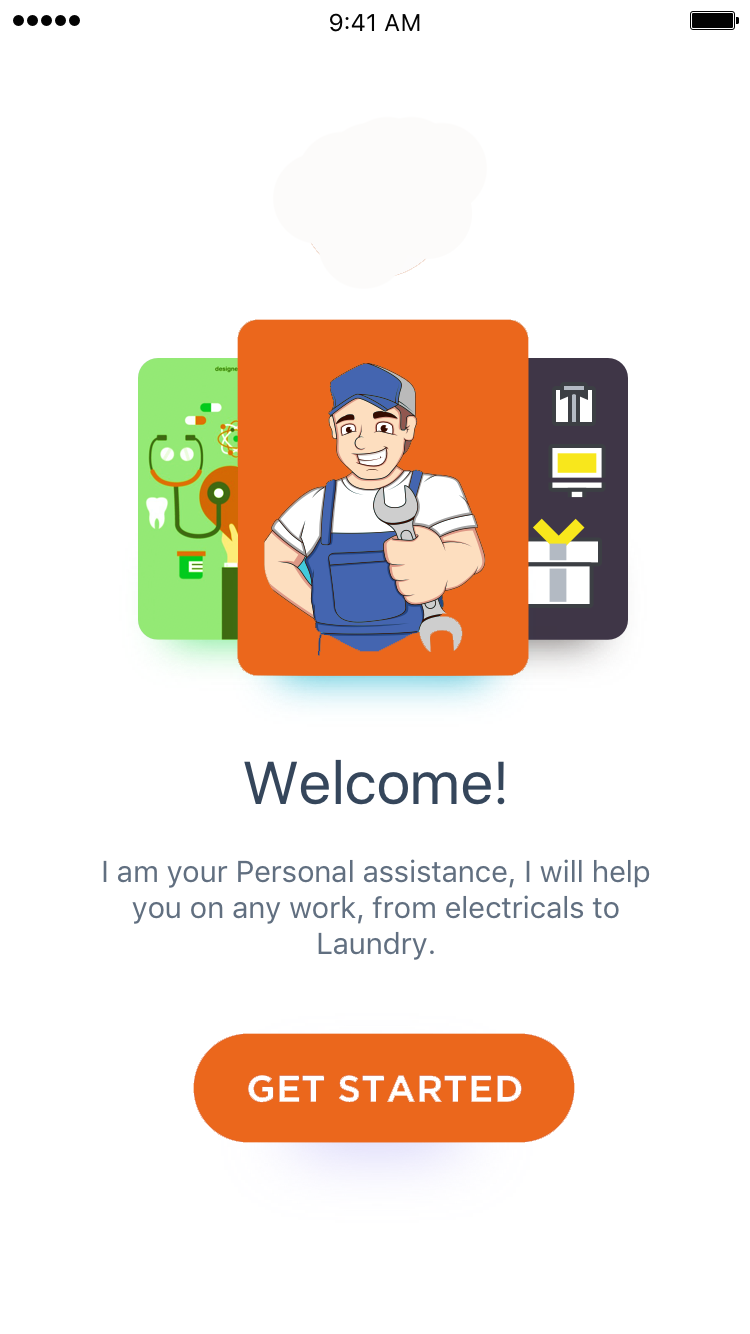 9:41 AM
designe
Welcome!
I am your Personal assistance, I will help
you on any work, from electricals to
Laundry.
GET STARTED